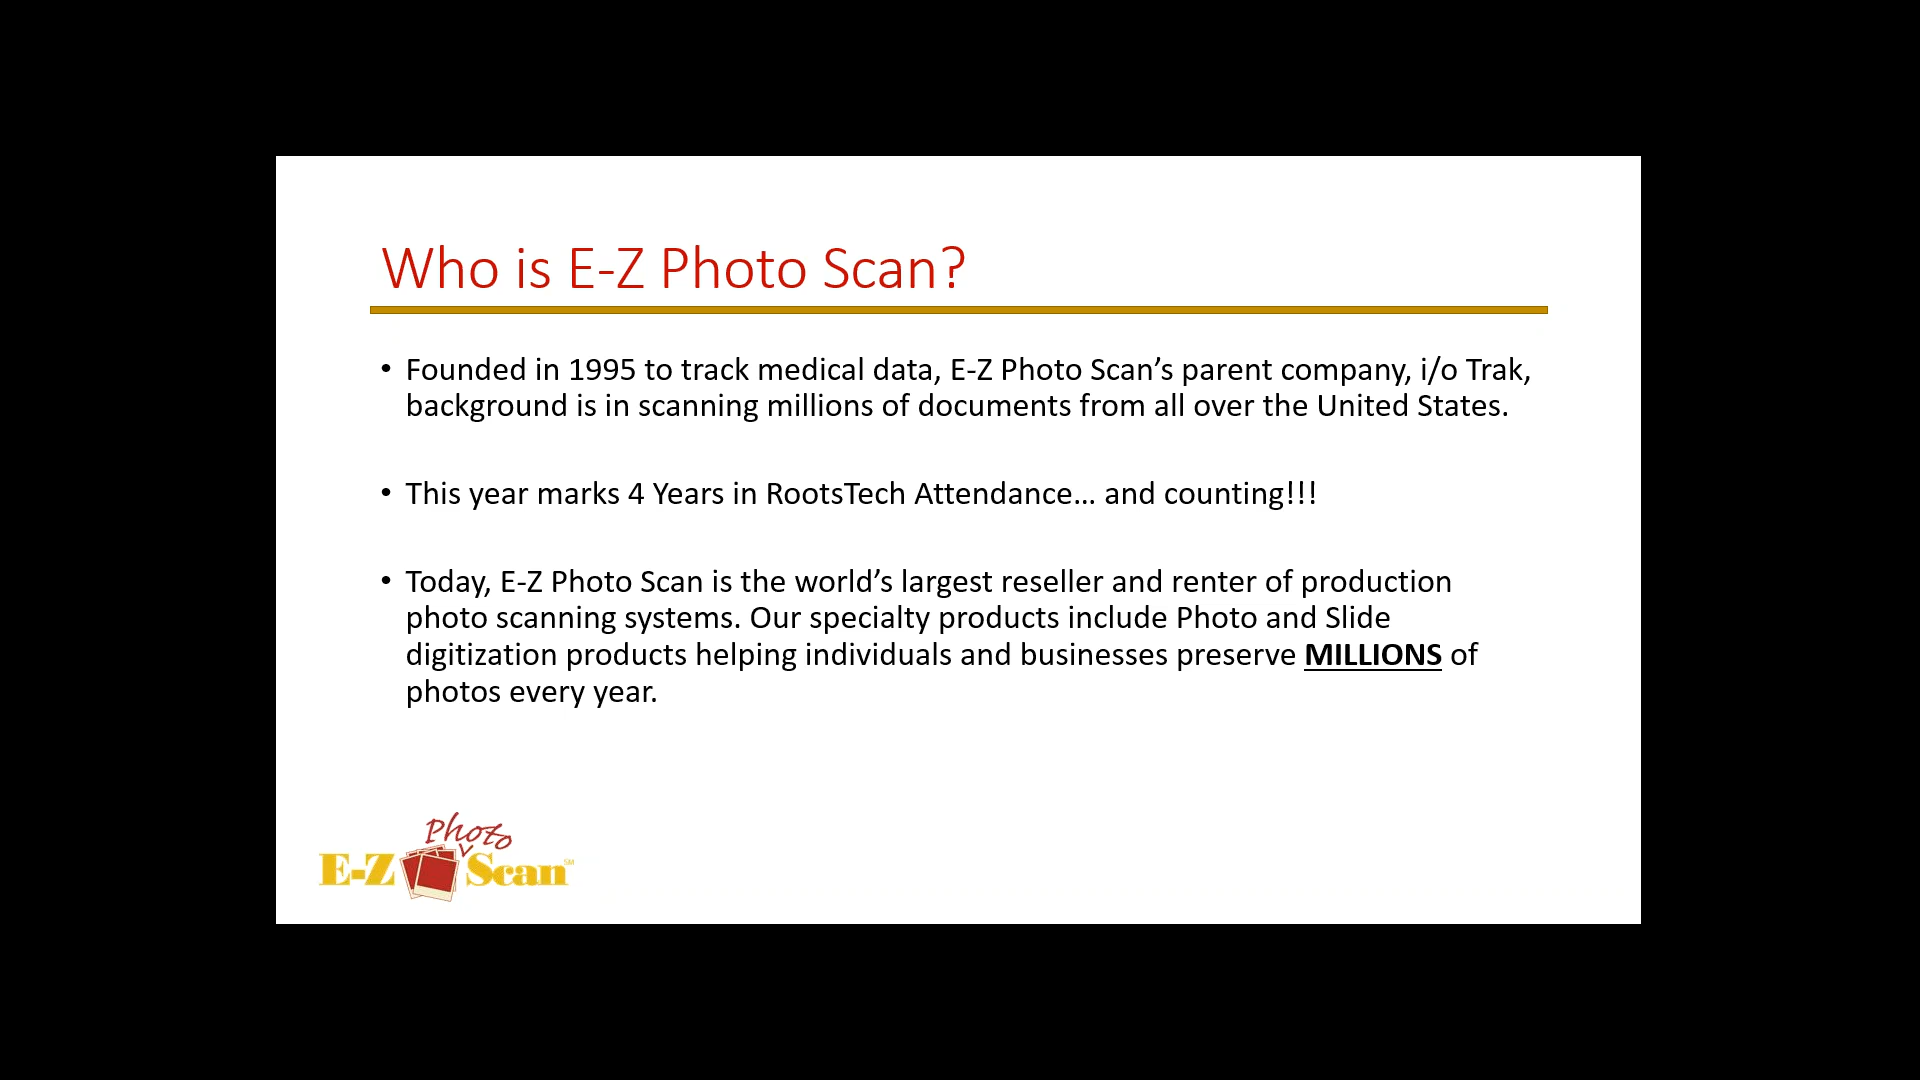 Who is E-Z Photo Scan?
• Founded in 1995 to track medical data, E-Z Photo Scan’s parent company, i/o Trak,
background is in scanning millions of documents from all over the United States.
• This year marks 4 Years in RootsTech Attendance… and counting!!!
• Today, E-Z Photo Scan is the world’s largest reseller and renter of production
photo scanning systems. Our specialty products include Photo and Slide
digitization products helping individuals and businesses preserve MILLIONS of
photos every year.
Photo
E-Z Scan SM